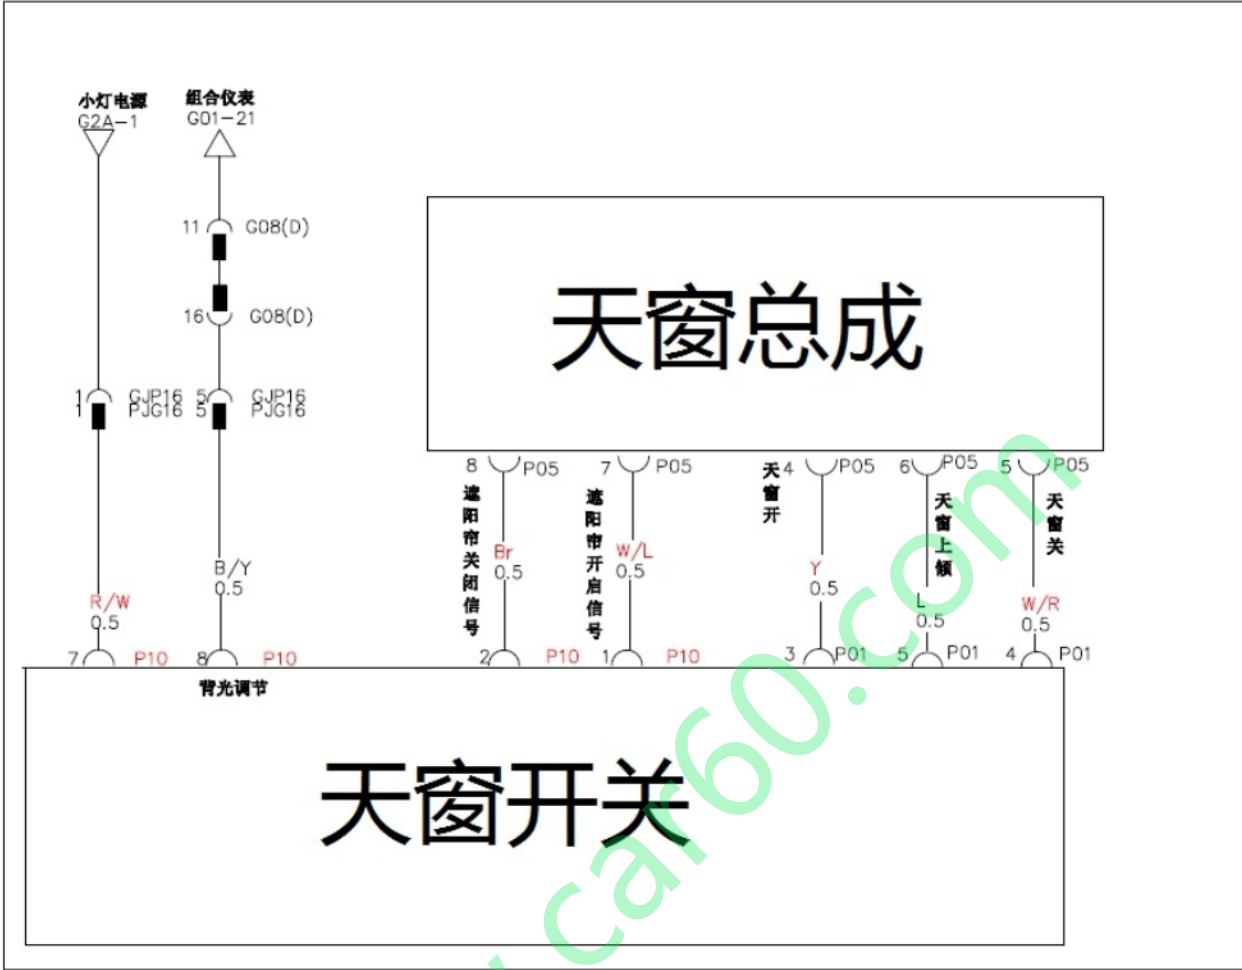 小灯电源
G2A-1
组合仪表
G01-21
11 G08(D)
16 G08(D)
1 GJP16
1 PJG16
5 GJP16
5 PJG16
天窗总成
8 P05
7 P05
4 P05
6 P05
5 P05
遮阳帘关闭信号
遮阳帘开启信号
天窗开
天窗上倾
天窗关
R/W
0.5
B/Y
0.5
Br
0.5
W/L
0.5
Y
0.5
L
0.5
W/R
0.5
7 P10
8 P10
2 P10
1 P10
3 P01
5 P01
4 P01
背光调节
天窗开关
.car60.com